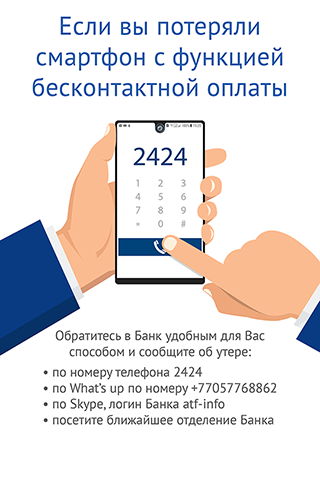 Если вы потеряли
смартфон с функцией
бесконтактной оплаты
2424
1 2 3
4 5 6
7 8 9
* 0 #
Обратитесь в Банк удобным для Вас
способом и сообщите об утере:
• по номеру телефона 2424
• по What's up по номеру +77057768862
• по Skype, логин Банка atf-info
• посетите ближайшее отделение Банка